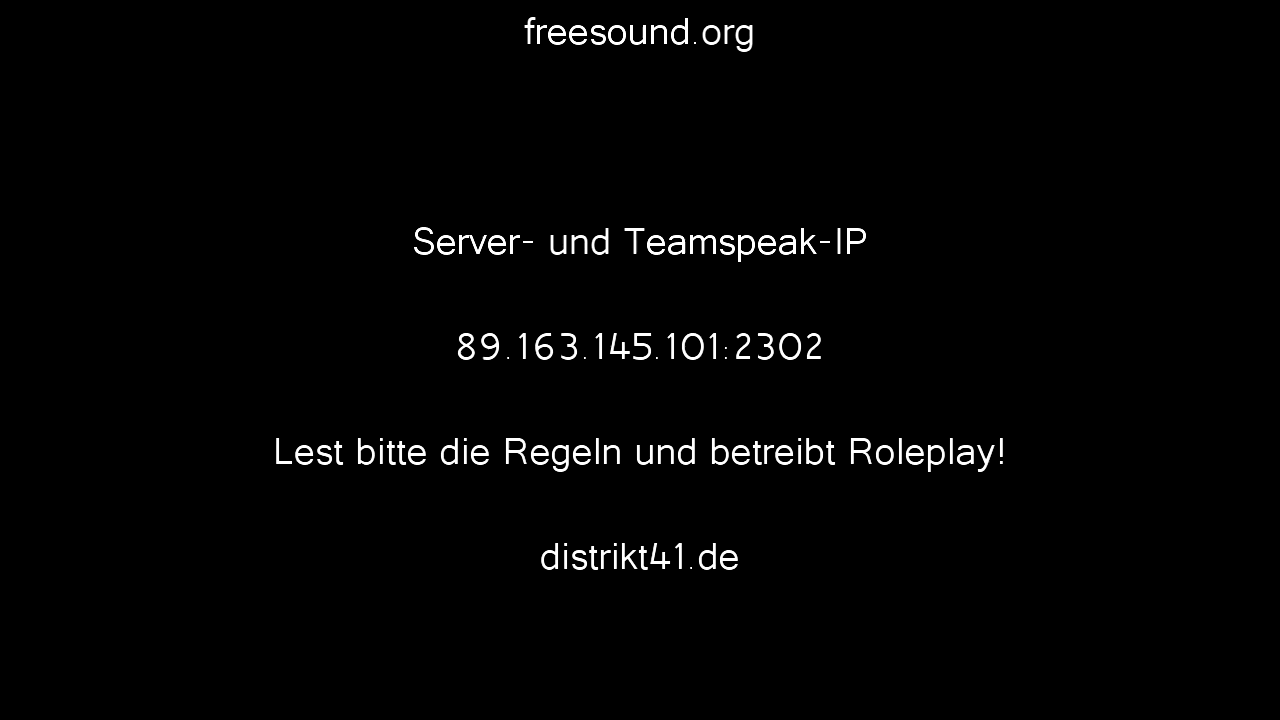 freesound.org
Server- und Teamspeak-IP
89.163.145.101:2302
Lest bitte die Regeln und betreibt Roleplay!
distrikt41.de